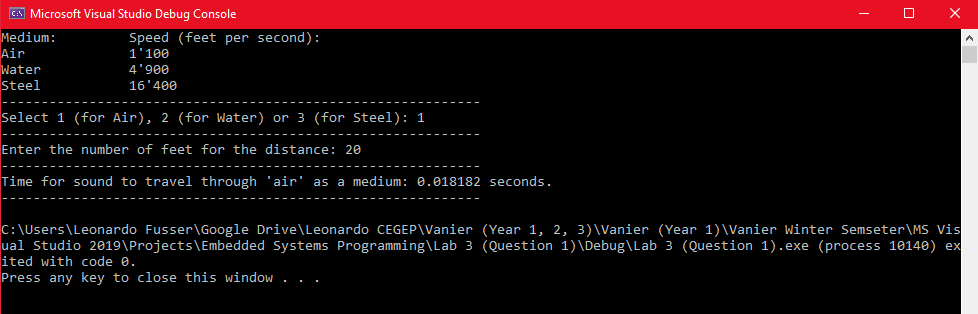 Microsoft Visual Studio Debug Console
Medium:         Speed (feet per second):
Air             1'100
Water           4'900
Steel           16'400
------------------------------------------------------------
Select 1 (for Air), 2 (for Water) or 3 (for Steel): 1
------------------------------------------------------------
Enter the number of feet for the distance: 20
------------------------------------------------------------
Time for sound to travel through 'air' as a medium: 0.018182 seconds.
------------------------------------------------------------
C:\Users\Leonardo Fusser\Google Drive\Leonardo CEGEP\Vanier (Year 1, 2, 3)\Vanier (Year 1)\Vanier Winter Semseter\MS Vis
ual Studio 2019\Projects\Embedded Systems Programming\Lab 3 (Question 1)\Debug\Lab 3 (Question 1).exe (process 10140) ex
ited with code 0.
Press any key to close this window . . .